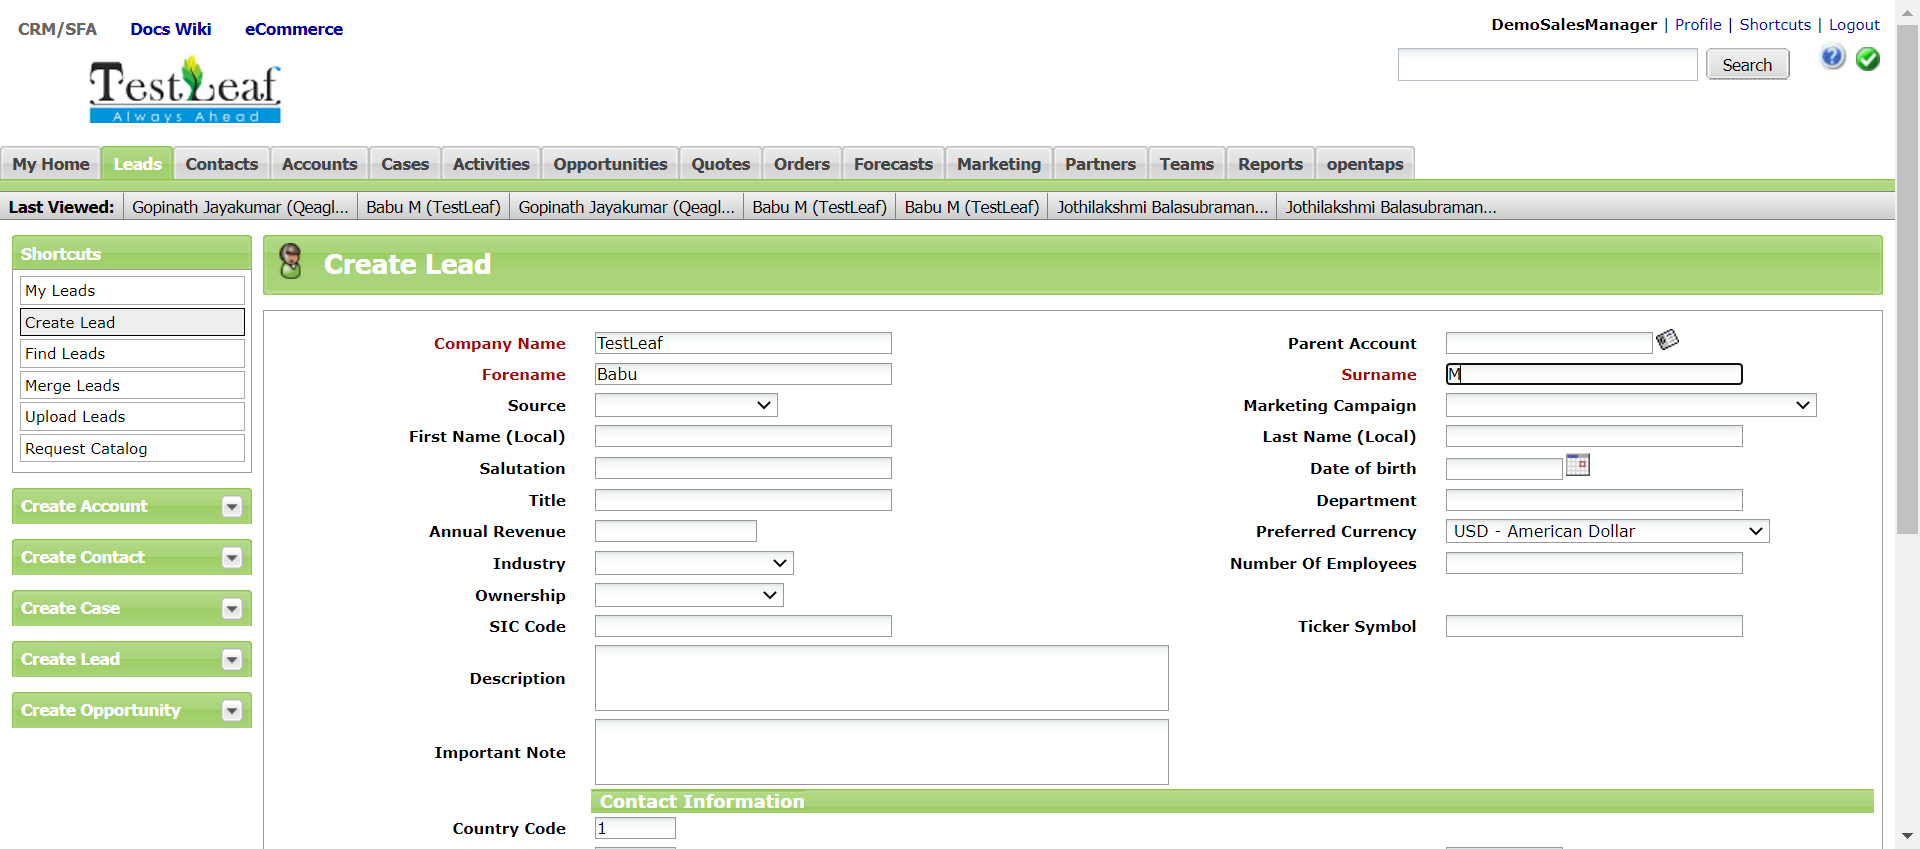 CRM/SFA Docs Wiki eCommerce
DemoSalesManager | Profile | Shortcuts | Logout
Search
TestLeaf
Always Ahead
My Home Leads Contacts Accounts Cases Activities Opportunities Quotes Orders Forecasts Marketing Partners Teams Reports opentaps
Last Viewed: Gopinath Jayakumar (Qeagl... Babu M (TestLeaf) Gopinath Jayakumar (Qeagl... Babu M (TestLeaf) Babu M (TestLeaf) Jothilakshmi Balasubraman... Jothilakshmi Balasubraman...
Shortcuts
My Leads
Create Lead
Find Leads
Merge Leads
Upload Leads
Request Catalog
Create Account
Create Contact
Create Case
Create Lead
Create Opportunity
Create Lead
Company Name TestLeaf Parent Account
Forename Babu Surname M
Source Marketing Campaign
First Name (Local) Last Name (Local)
Salutation Date of birth
Title Department
Annual Revenue Preferred Currency USD - American Dollar
Industry Number Of Employees
Ownership
SIC Code Ticker Symbol
Description
Important Note
Contact Information
Country Code 1